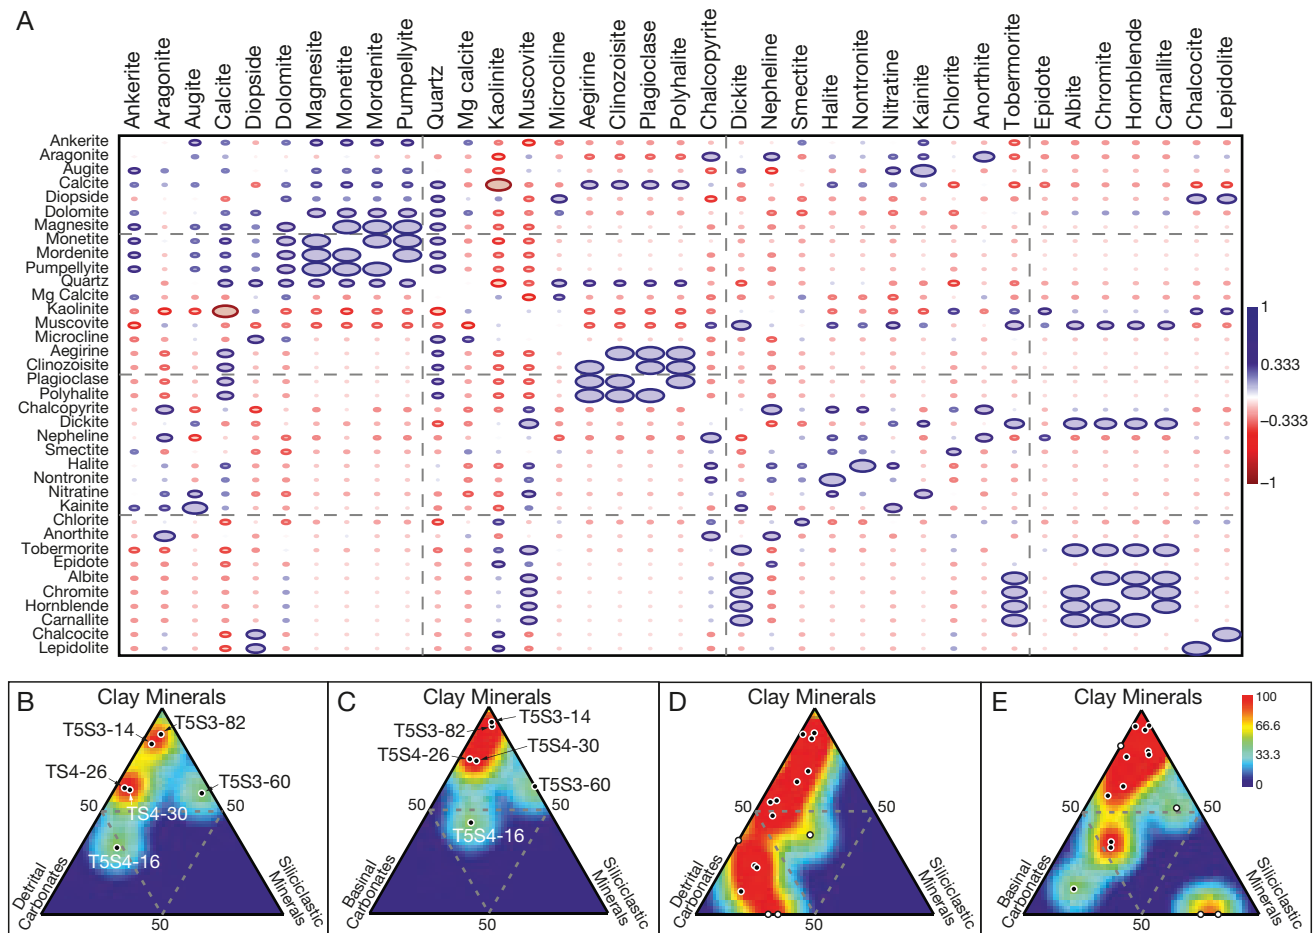 A
Ankerite
Aragonite
Augite
Calcite
Diopside
Dolomite
Magnesite
Monetite
Mordenite
Pumpellyite
Quartz
Mg calcite
Kaolinite
Muscovite
Microcline
Aegirine
Clinozoisite
Plagioclase
Polyhalite
Chalcopyrite
Dickite
Nepheline
Smectite
Halite
Nontronite
Nitratine
Kainite
Chlorite
Anorthite
Tobermorite
Epidote
Albite
Chromite
Hornblende
Carnallite
Chalcocite
Lepidolite
Ankerite
Aragonite
Augite
Calcite
Diopside
Dolomite
Magnesite
Monetite
Mordenite
Pumpellyite
Quartz
Mg Calcite
Kaolinite
Muscovite
Microcline
Aegirine
Clinozoisite
Plagioclase
Polyhalite
Chalcopyrite
Dickite
Nepheline
Smectite
Halite
Nontronite
Nitratine
Kainite
Chlorite
Anorthite
Tobermorite
Epidote
Albite
Chromite
Hornblende
Carnallite
Chalcocite
Lepidolite
1
0.333
−0.333
−1
B
Clay Minerals
T5S3-14
T5S3-82
TS4-26
T5S3-60
TS4-30
50
50
T5S4-16
Detrital
Carbonates
Siliciclastic
Minerals
50
C
Clay Minerals
T5S3-14
T5S3-82
T5S4-26
T5S4-30
T5S3-60
50
50
T5S4-16
Basinal
Carbonates
Siliciclastic
Minerals
50
D
Clay Minerals
50
50
Detrital
Carbonates
Siliciclastic
Minerals
50
E
Clay Minerals
100
66.6
33.3
0
50
50
Basinal
Carbonates
Siliciclastic
Minerals
50